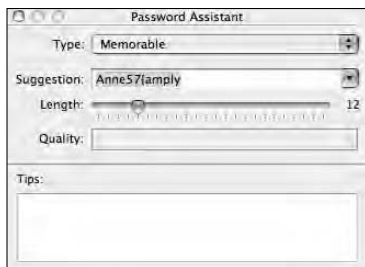 Password Assistant
Type: Memorable
Suggestion: Anne57(amply
Length: 12
Quality:
Tips: